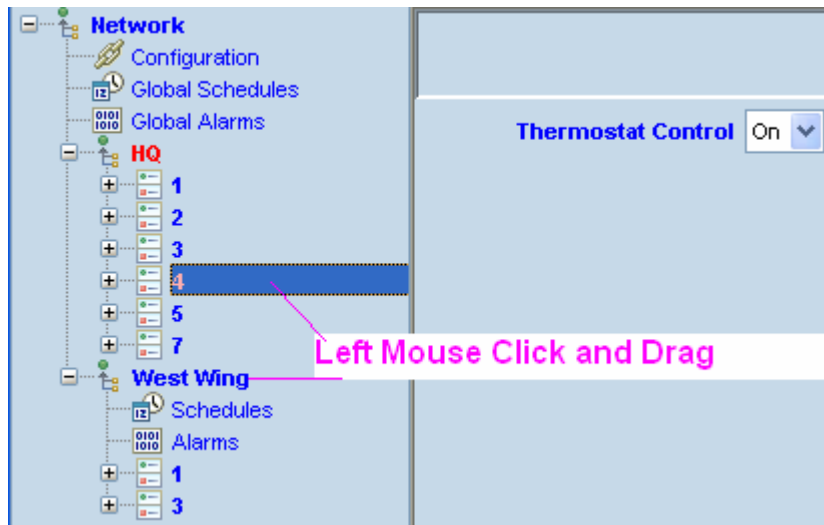 Network
Configuration
Global Schedules
Global Alarms
Thermostat Control On
HQ
1
2
3
4
5
7
Left Mouse Click and Drag
West Wing
Schedules
Alarms
1
3